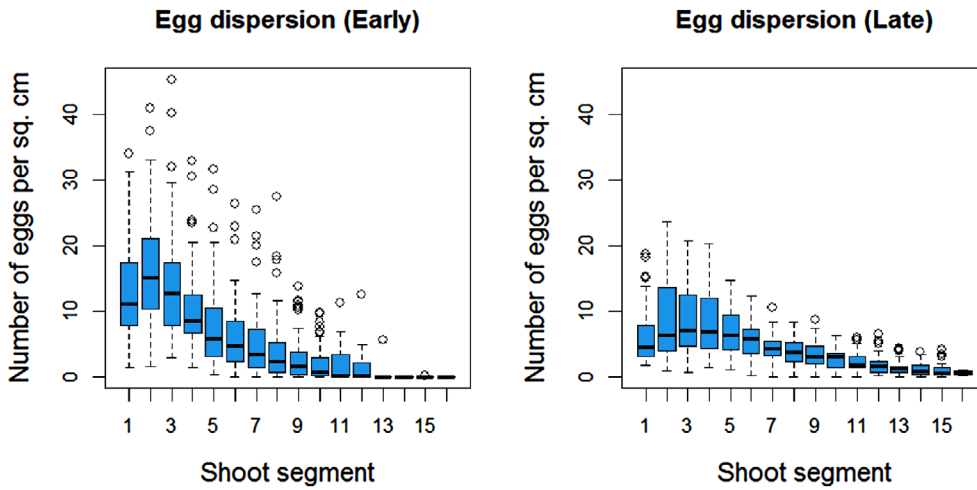 Egg dispersion (Early)
Number of eggs per sq. cm
40
30
20
10
0
1 3 5 7 9 11 13 15
Shoot segment
Egg dispersion (Late)
Number of eggs per sq. cm
40
30
20
10
0
1 3 5 7 9 11 13 15
Shoot segment